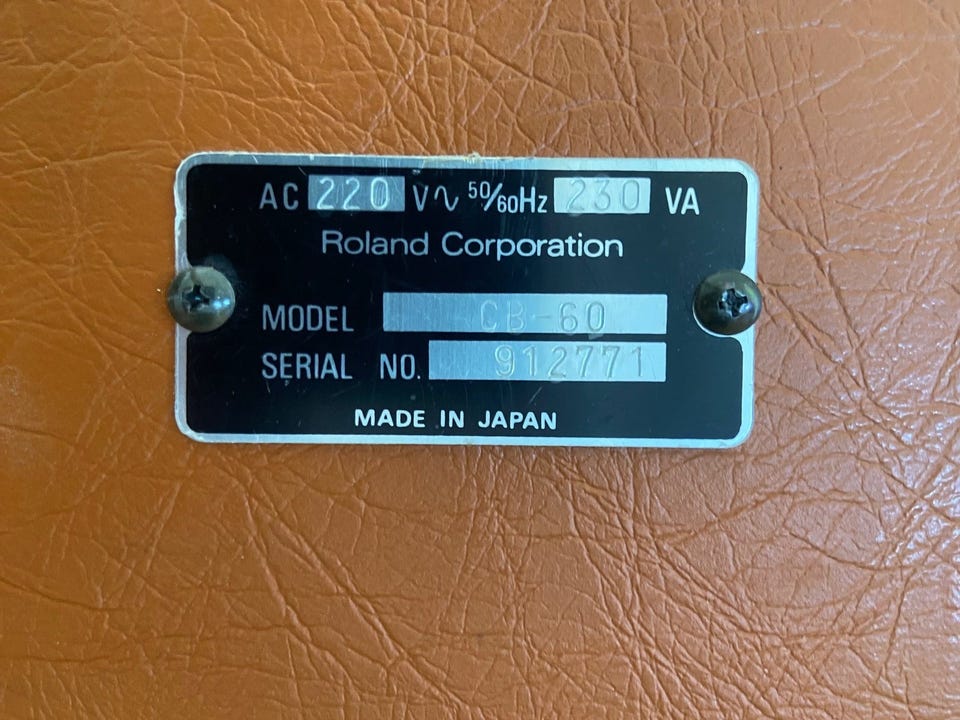 AC 220 V∿ 50/60Hz 230 VA
Roland Corporation
MODEL CB-60
SERIAL NO. 912771
MADE IN JAPAN